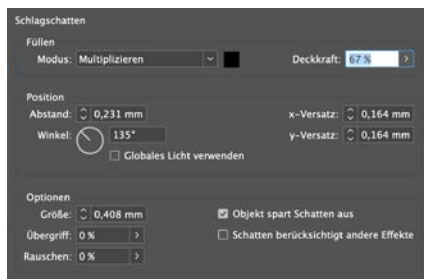 Schlagschatten
Füllen
Modus: Multiplizieren Deckkraft: 67 %
Position
Abstand: 0,231 mm x-Versatz: 0,164 mm
Winkel: 135° y-Versatz: 0,164 mm
Globales Licht verwenden
Optionen
Größe: 0,408 mm Objekt spart Schatten aus
Übergriff: 0 % Schatten berücksichtigt andere Effekte
Rauschen: 0 %